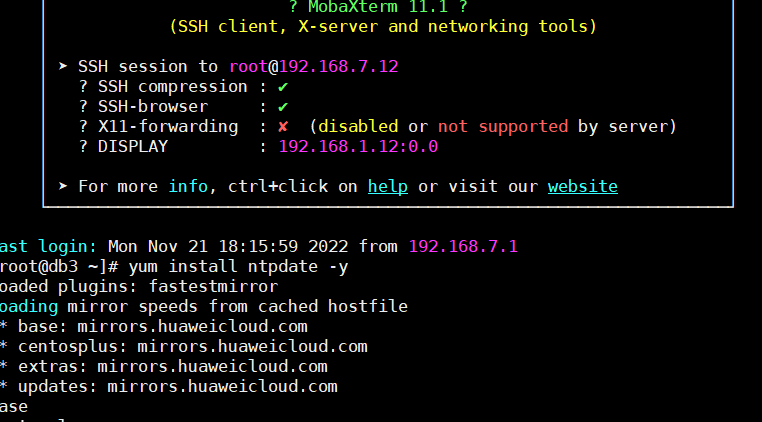 ? MobaXterm 11.1 ?
(SSH client, X-server and networking tools)
➤ SSH session to root@192.168.7.12
? SSH compression : ✔
? SSH-browser : ✔
? X11-forwarding : ✘ (disabled or not supported by server)
? DISPLAY : 192.168.1.12:0.0
➤ For more info, ctrl+click on help or visit our website
ast login: Mon Nov 21 18:15:59 2022 from 192.168.7.1
root@db3 ~]# yum install ntpdate -y
oaded plugins: fastestmirror
oading mirror speeds from cached hostfile
* base: mirrors.huaweicloud.com
* centosplus: mirrors.huaweicloud.com
* extras: mirrors.huaweicloud.com
* updates: mirrors.huaweicloud.com
ase